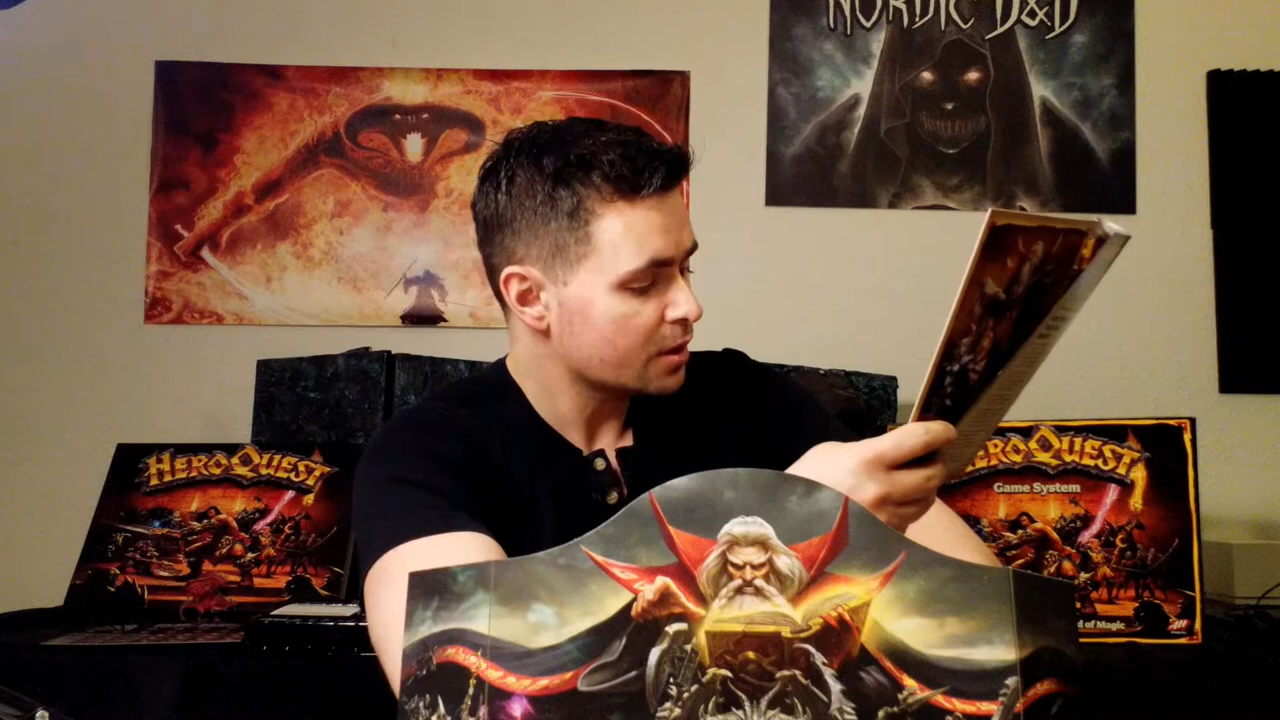 NORDIC D&D
HEROQUEST
HEROQUEST
Game System
d of Magic